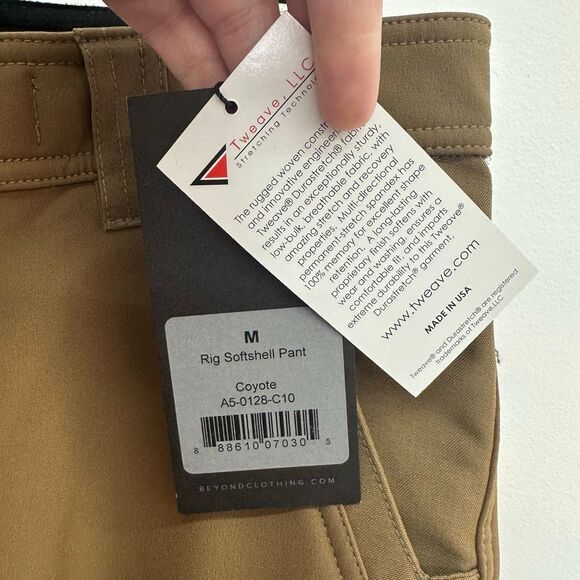 Tweave, LLC
Stretching Technolo
The rugged woven constr
and innovative engineeri
Tweave® Durastretch® fabri
results in an exceptionally sturdy,
low-bulk, breathable fabric, with
amazing stretch and recovery
properties. Multi-directional
permanent-stretch spandex has
100% memory for excellent shape
retention. A long-lasting
proprietary finish softens with
wear and washing, ensures a
comfortable fit, and imparts
extreme durability to this Tweave®
Durastretch® garment.
www.tweave.com
MADE IN USA
Tweave® and Durastretch® are registered
trademarks of Tweave,LLC
M
Rig Softshell Pant
Coyote
A5-0128-C10
8 88610 07030 5
BEYONDCLOTHING.COM